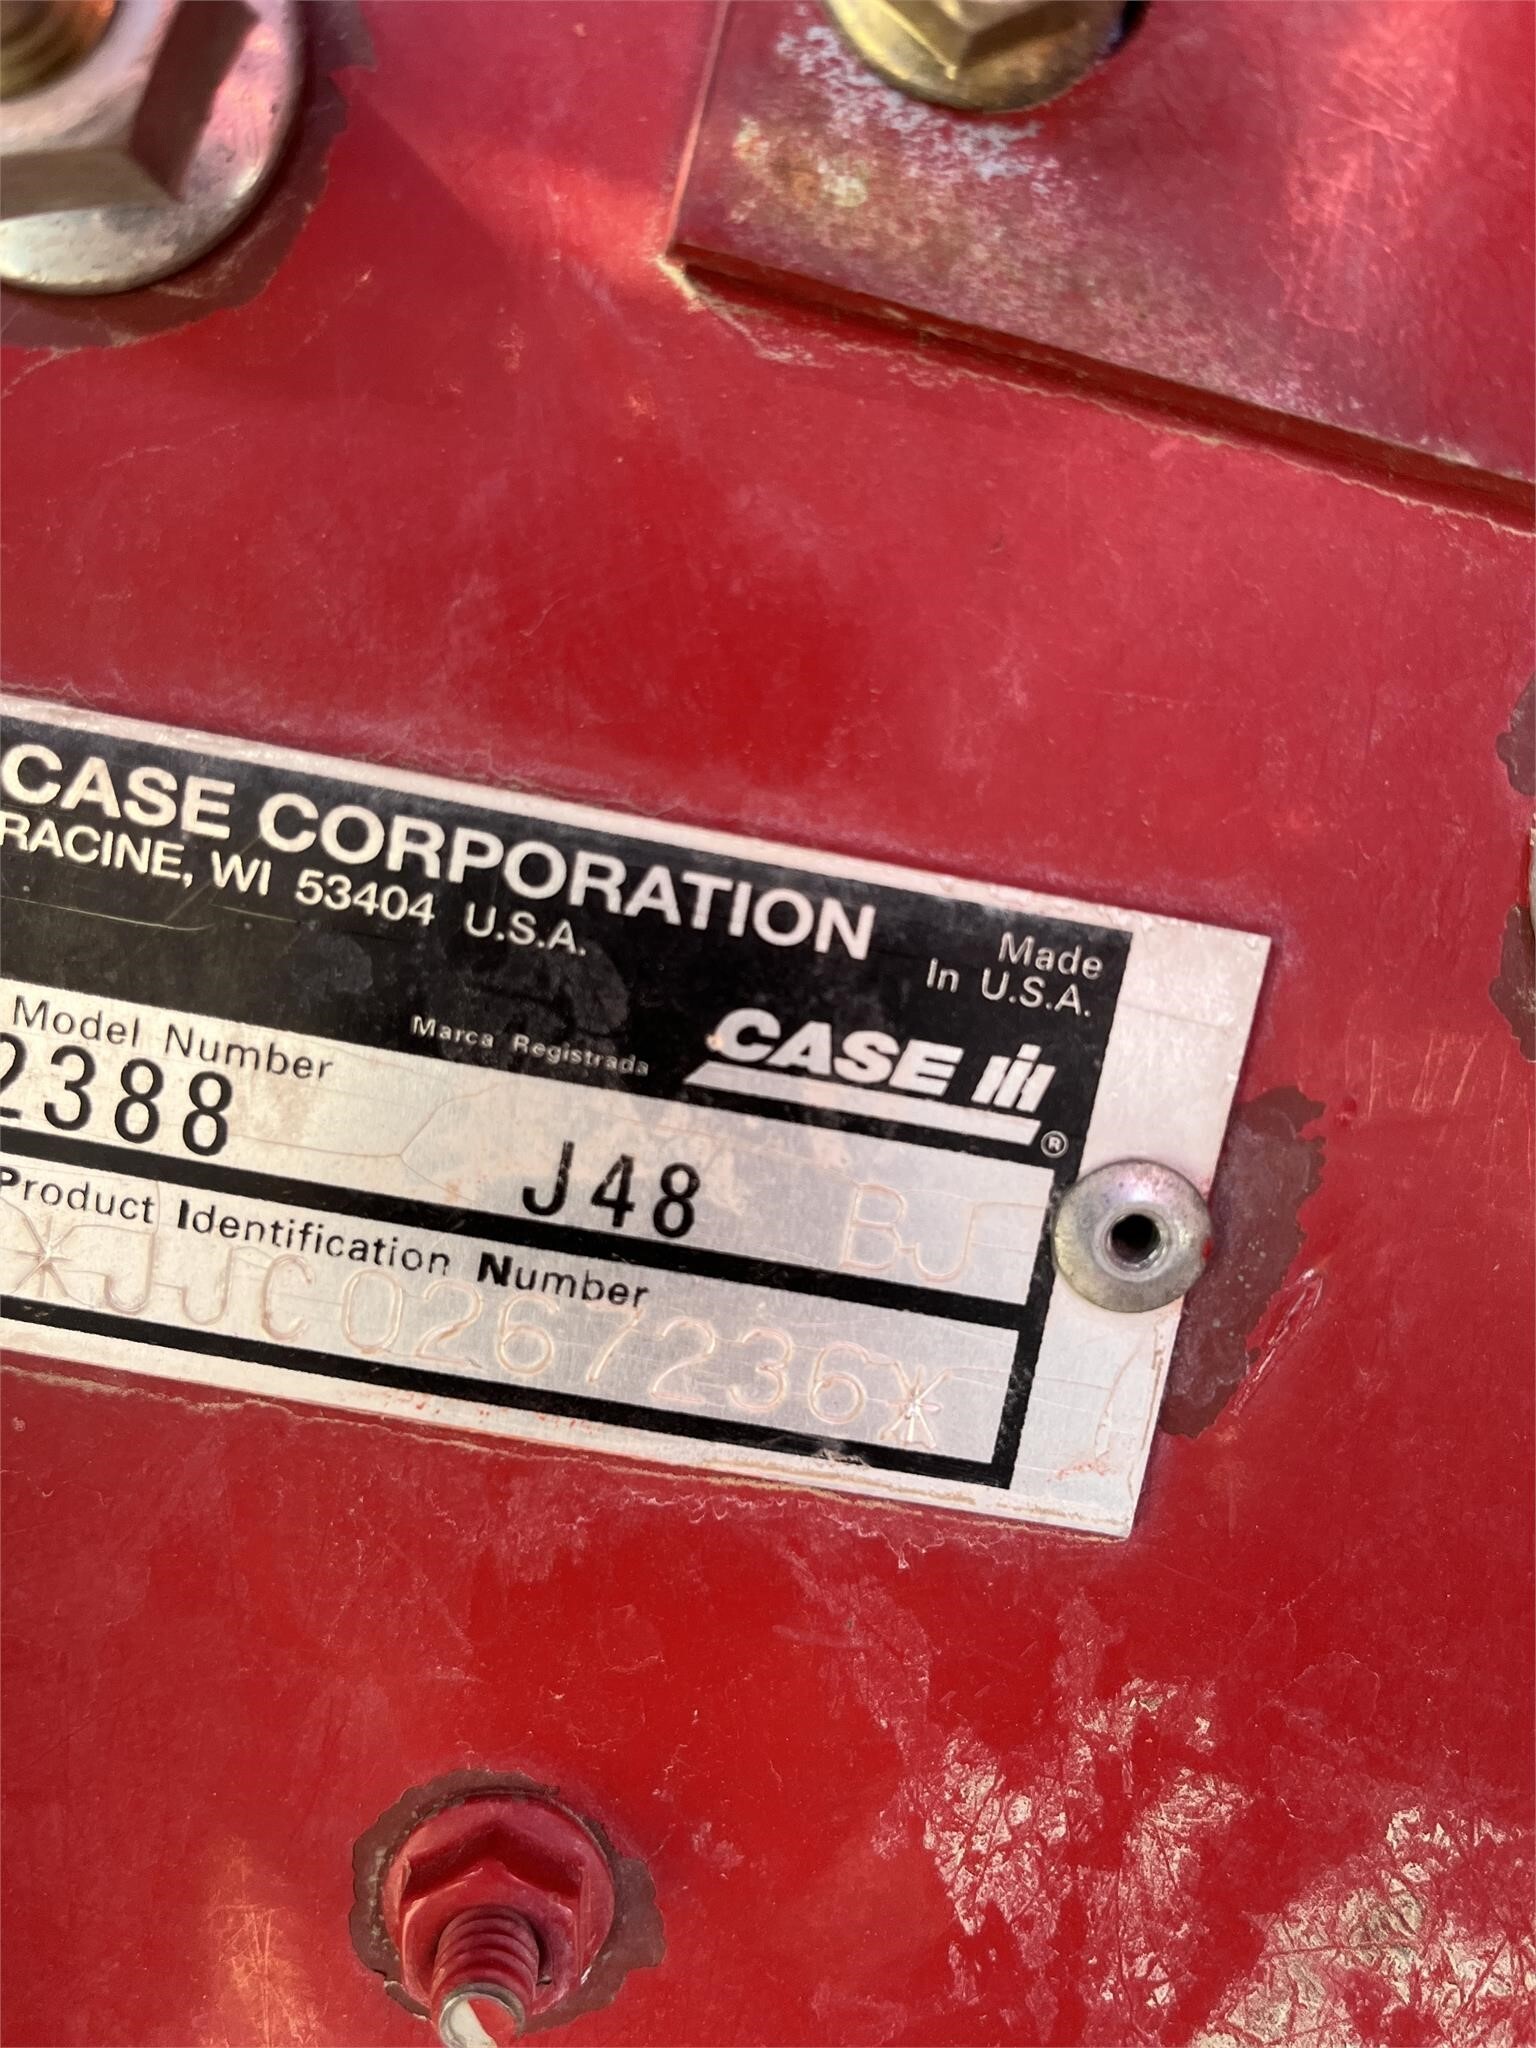 CASE CORPORATION
RACINE, WI 53404 U.S.A.
Made
In U.S.A.
Marca Registrada
CASE IH ®
Model Number
2388 J48 BJ
Product Identification Number
*JJC0267236*